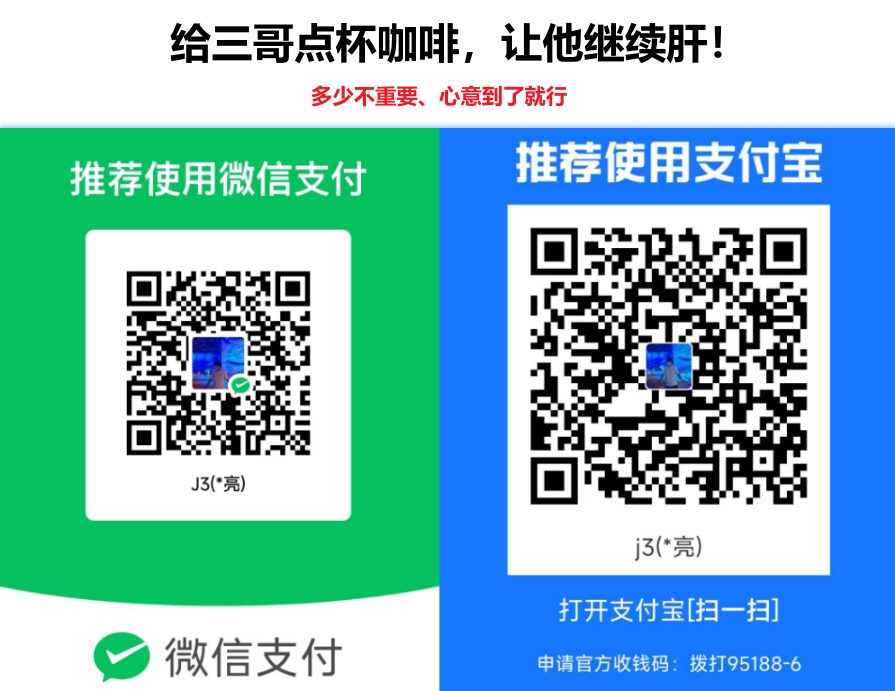 给三哥点杯咖啡，让他继续肝！
多少不重要、心意到了就行
推荐使用微信支付
J3(*亮)
微信支付
推荐使用支付宝
j3(*亮)
打开支付宝[扫一扫]
申请官方收钱码：拨打95188-6